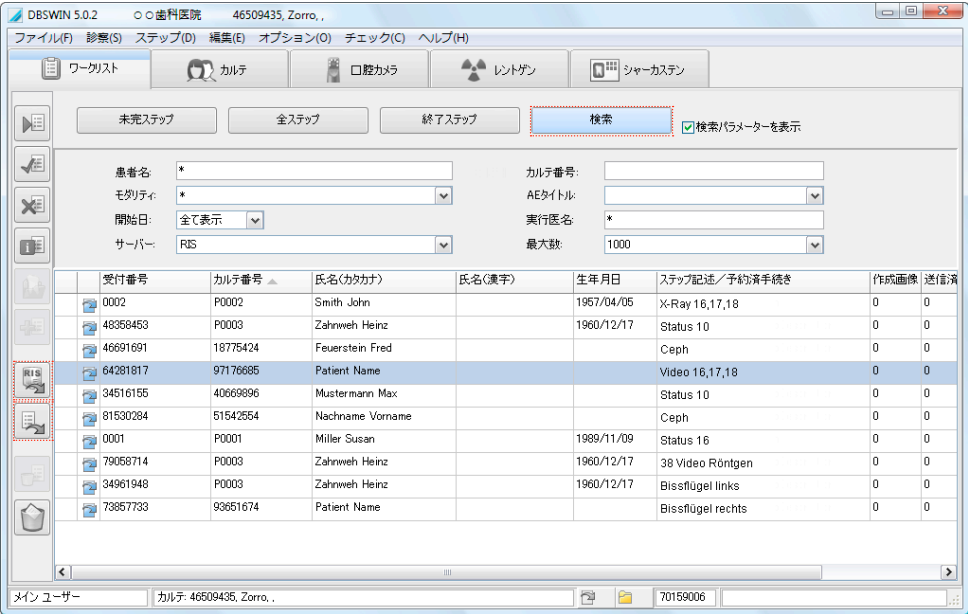 DBSWIN 5.0.2 ○○歯科医院 46509435, Zorro, ,
ファイル(F) 診察(S) ステップ(D) 編集(E) オプション(O) チェック(C) ヘルプ(H)
ワークリスト カルテ 口腔カメラ レントゲン シャーカステン
未完ステップ 全ステップ 終了ステップ 検索 検索パラメーターを表示
患者名: * カルテ番号:
モダリティ: * AEタイトル:
開始日: 全て表示 実行医名: *
サーバー: RIS 最大数: 1000
受付番号 カルテ番号 氏名(カタカナ) 氏名(漢字) 生年月日 ステップ記述／予約済手続き 作成画像 送信済
0002 P0002 Smith John 1957/04/05 X-Ray 16,17,18 0 0
48358453 P0003 Zahnweh Heinz 1960/12/17 Status 10 0 0
46691691 18775424 Feuerstein Fred Ceph 0 0
64281817 97176685 Patient Name Video 16,17,18 0 0
34516155 40669896 Mustermann Max Status 10 0 0
81530284 51542554 Nachname Vorname Ceph 0 0
0001 P0001 Miller Susan 1989/11/09 Status 16 0 0
79058714 P0003 Zahnweh Heinz 1960/12/17 38 Video Röntgen 0 0
34961948 P0003 Zahnweh Heinz 1960/12/17 Bissflügel links 0 0
73857733 93651674 Patient Name Bissflügel rechts 0 0
RIS
メイン ユーザー カルテ: 46509435, Zorro, , 70159006